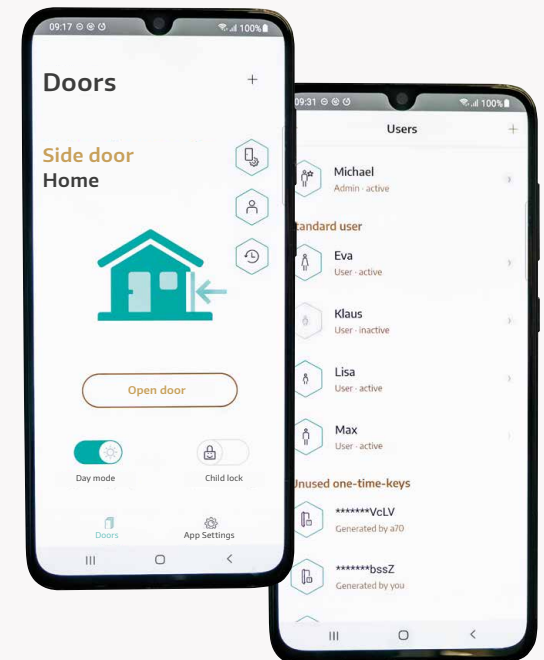 09:17
100%
Doors
+
Side door
Home
Open door
Day mode
Child lock
Doors
App Settings
09:31
100%
Users
+
Michael
Admin - active
tandard user
Eva
User - active
Klaus
User - inactive
Lisa
User - active
Max
User - active
Unused one-time-keys
*******VcLV
Generated by a70
*******bssZ
Generated by you